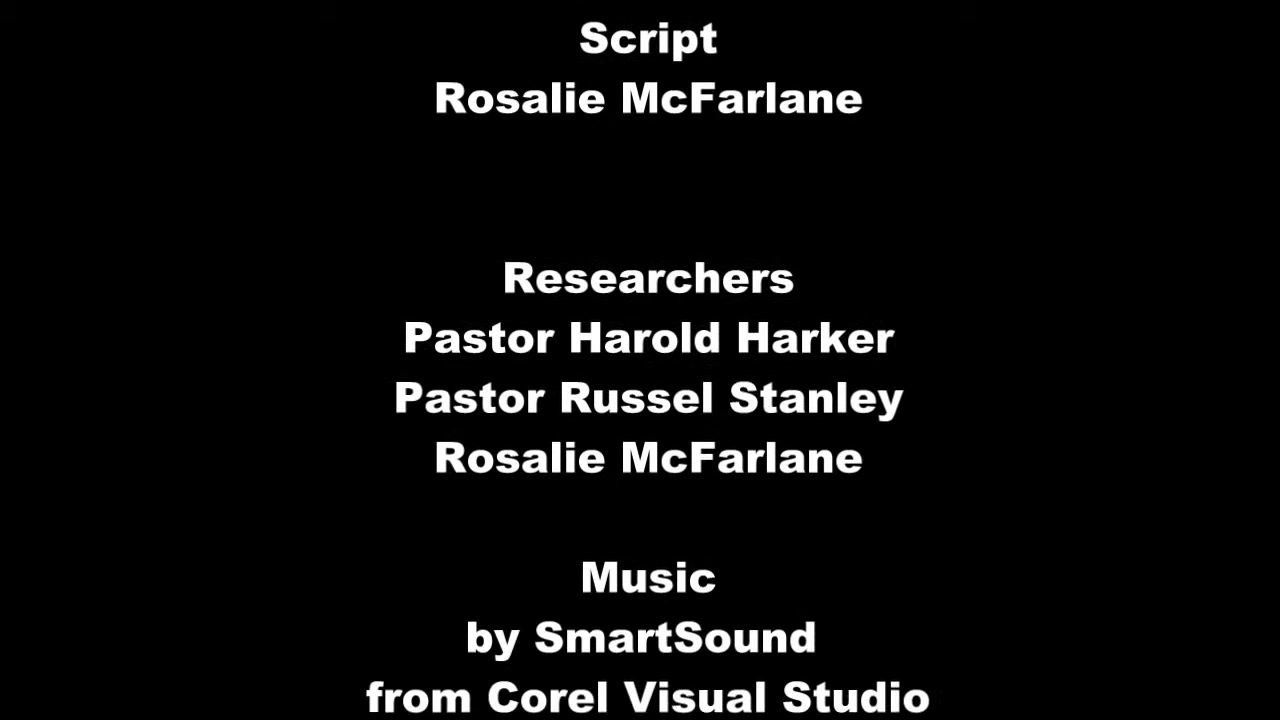 Script
Rosalie McFarlane
Researchers
Pastor Harold Harker
Pastor Russel Stanley
Rosalie McFarlane
Music
by SmartSound
from Corel Visual Studio